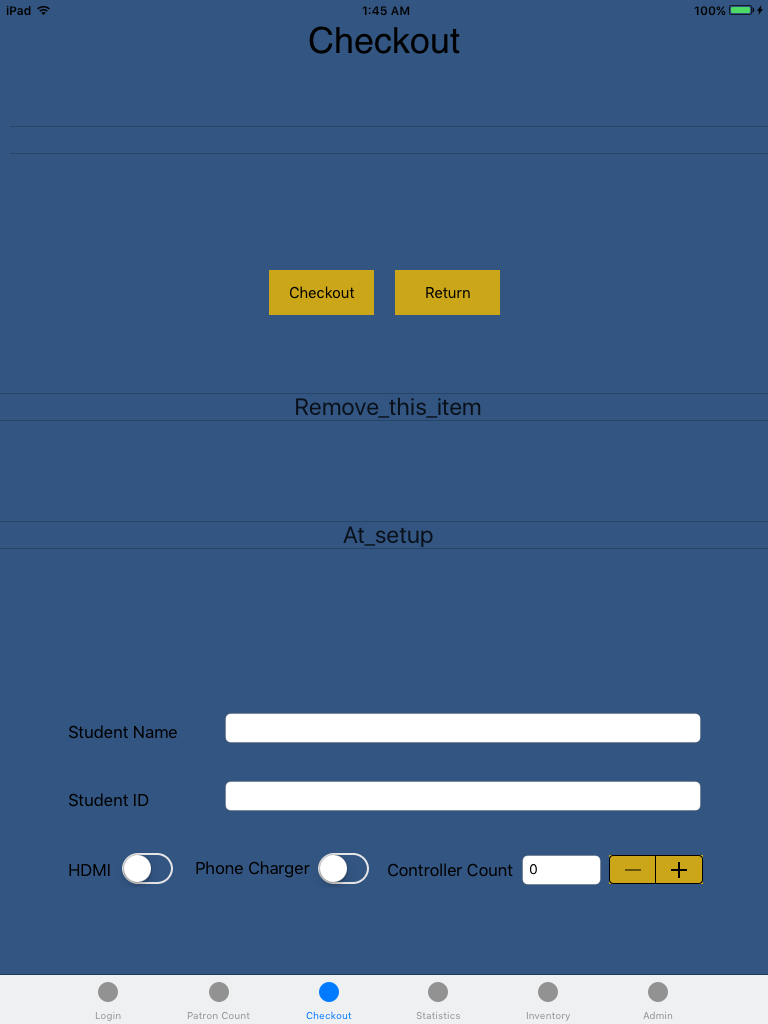 iPad 1:45 AM 100%
Checkout
Checkout Return
Remove_this_item
At_setup
Student Name
Student ID
HDMI Phone Charger Controller Count 0
Login Patron Count Checkout Statistics Inventory Admin